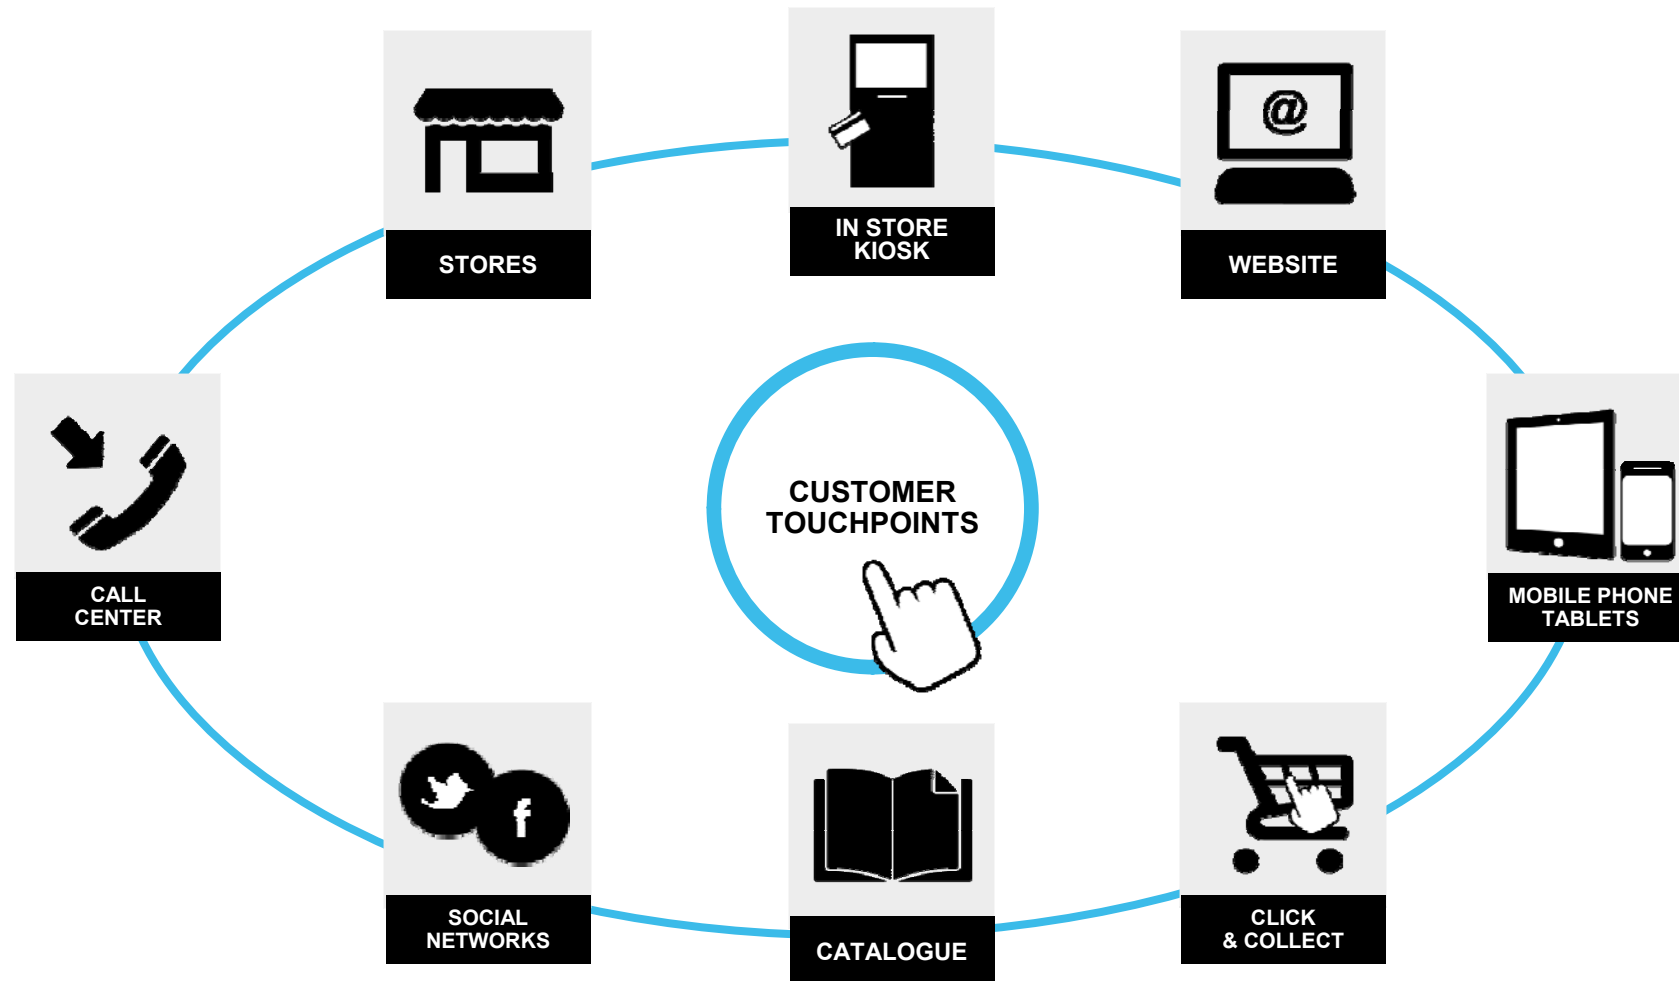 IN STORE
KIOSK
STORES
WEBSITE
@
CUSTOMER
TOUCHPOINTS
CALL
CENTER
MOBILE PHONE
TABLETS
f
SOCIAL
NETWORKS
CATALOGUE
CLICK
& COLLECT